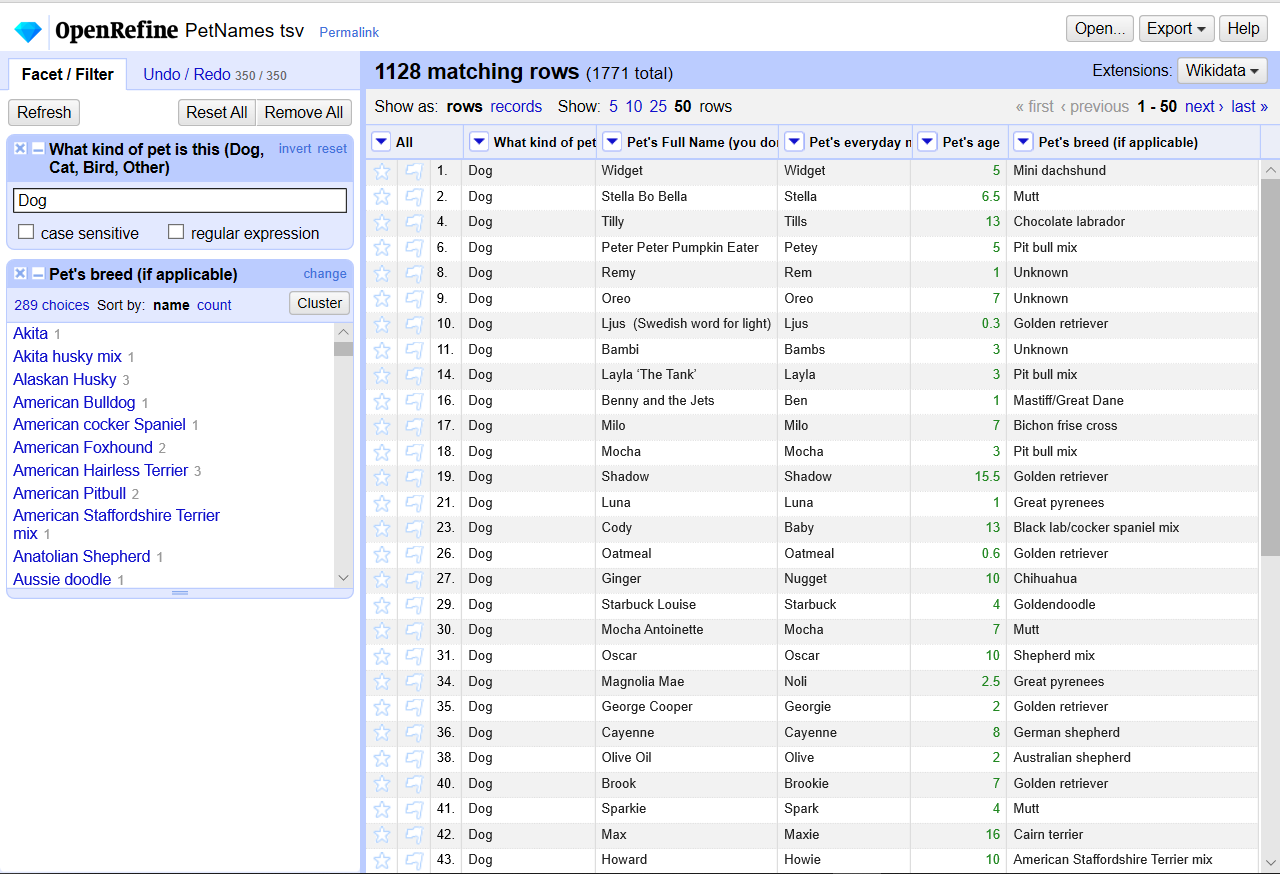 OpenRefine PetNames tsv Permalink Open... Export Help
Facet / Filter Undo / Redo 350 / 350
Refresh Reset All Remove All
What kind of pet is this (Dog, Cat, Bird, Other) invert reset
Dog
case sensitive regular expression
Pet's breed (if applicable) change
289 choices Sort by: name count Cluster
Akita 1
Akita husky mix 1
Alaskan Husky 3
American Bulldog 1
American cocker Spaniel 1
American Foxhound 2
American Hairless Terrier 3
American Pitbull 2
American Staffordshire Terrier
mix 1
Anatolian Shepherd 1
Aussie doodle 1
1128 matching rows (1771 total) Extensions: Wikidata
Show as: rows records Show: 5 10 25 50 rows « first ‹ previous 1 - 50 next › last »
All What kind of pet Pet's Full Name (you do Pet's everyday n Pet's age Pet's breed (if applicable)
1. Dog Widget Widget 5 Mini dachshund
2. Dog Stella Bo Bella Stella 6.5 Mutt
4. Dog Tilly Tills 13 Chocolate labrador
6. Dog Peter Peter Pumpkin Eater Petey 5 Pit bull mix
8. Dog Remy Rem 1 Unknown
9. Dog Oreo Oreo 7 Unknown
10. Dog Ljus (Swedish word for light) Ljus 0.3 Golden retriever
11. Dog Bambi Bambs 3 Unknown
14. Dog Layla ‘The Tank’ Layla 3 Pit bull mix
16. Dog Benny and the Jets Ben 1 Mastiff/Great Dane
17. Dog Milo Milo 7 Bichon frise cross
18. Dog Mocha Mocha 3 Pit bull mix
19. Dog Shadow Shadow 15.5 Golden retriever
21. Dog Luna Luna 1 Great pyrenees
23. Dog Cody Baby 13 Black lab/cocker spaniel mix
26. Dog Oatmeal Oatmeal 0.6 Golden retriever
27. Dog Ginger Nugget 10 Chihuahua
29. Dog Starbuck Louise Starbuck 4 Goldendoodle
30. Dog Mocha Antoinette Mocha 7 Mutt
31. Dog Oscar Oscar 10 Shepherd mix
34. Dog Magnolia Mae Noli 2.5 Great pyrenees
35. Dog George Cooper Georgie 2 Golden retriever
36. Dog Cayenne Cayenne 8 German shepherd
38. Dog Olive Oil Olive 2 Australian shepherd
40. Dog Brook Brookie 7 Golden retriever
41. Dog Sparkie Spark 4 Mutt
42. Dog Max Maxie 16 Cairn terrier
43. Dog Howard Howie 10 American Staffordshire Terrier mix